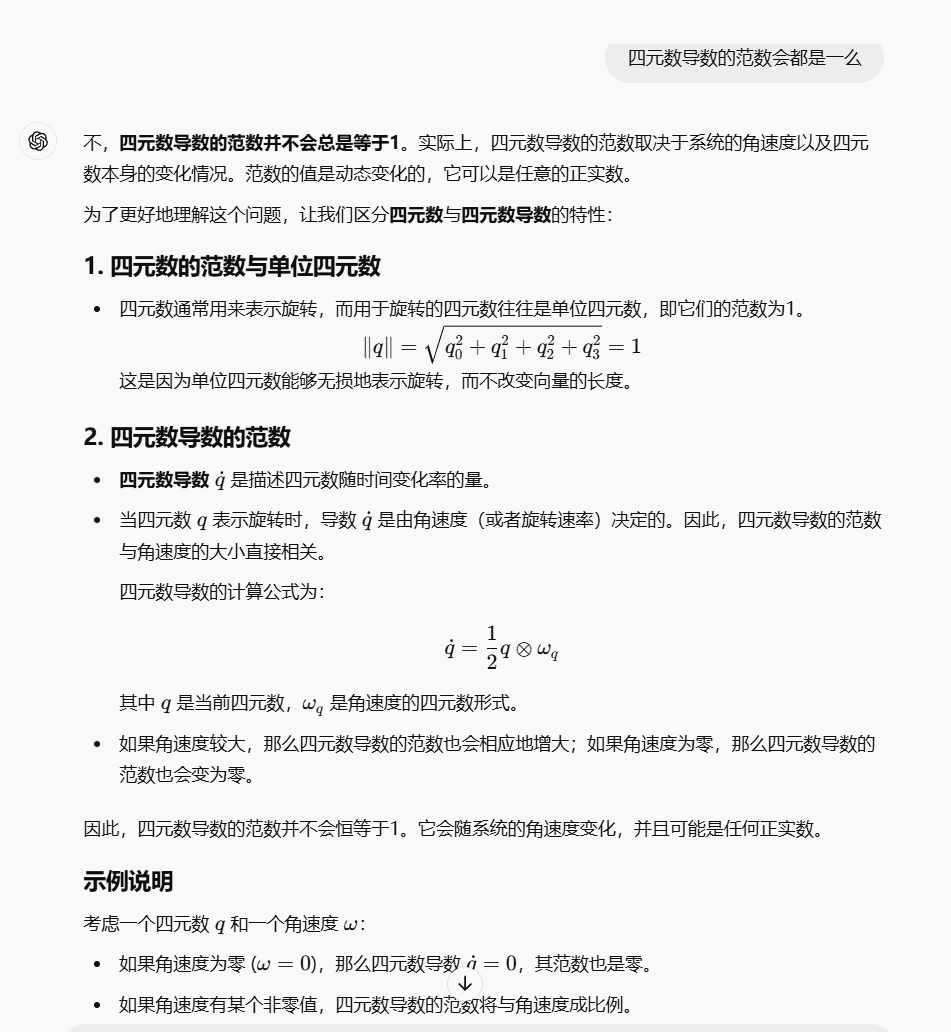 四元数导数的范数会都是一么
不，四元数导数的范数并不会总是等于1。实际上，四元数导数的范数取决于系统的角速度以及四元
数本身的变化情况。范数的值是动态变化的，它可以是任意的正实数。
为了更好地理解这个问题，让我们区分四元数与四元数导数的特性：
1. 四元数的范数与单位四元数
• 四元数通常用来表示旋转，而用于旋转的四元数往往是单位四元数，即它们的范数为1。
‖q‖ = √(q₀² + q₁² + q₂² + q₃²) = 1
这是因为单位四元数能够无损地表示旋转，而不改变向量的长度。
2. 四元数导数的范数
• 四元数导数 q̇ 是描述四元数随时间变化率的量。
• 当四元数 q 表示旋转时，导数 q̇ 是由角速度（或者旋转速率）决定的。因此，四元数导数的范数
与角速度的大小直接相关。
四元数导数的计算公式为：
q̇ = 1/2 q ⊗ ω_q
其中 q 是当前四元数，ω_q 是角速度的四元数形式。
• 如果角速度较大，那么四元数导数的范数也会相应地增大；如果角速度为零，那么四元数导数的
范数也会变为零。
因此，四元数导数的范数并不会恒等于1。它会随系统的角速度变化，并且可能是任何正实数。
示例说明
考虑一个四元数 q 和一个角速度 ω：
• 如果角速度为零 (ω = 0)，那么四元数导数 q̇ = 0，其范数也是零。
• 如果角速度有某个非零值，四元数导数的范数将与角速度成比例。